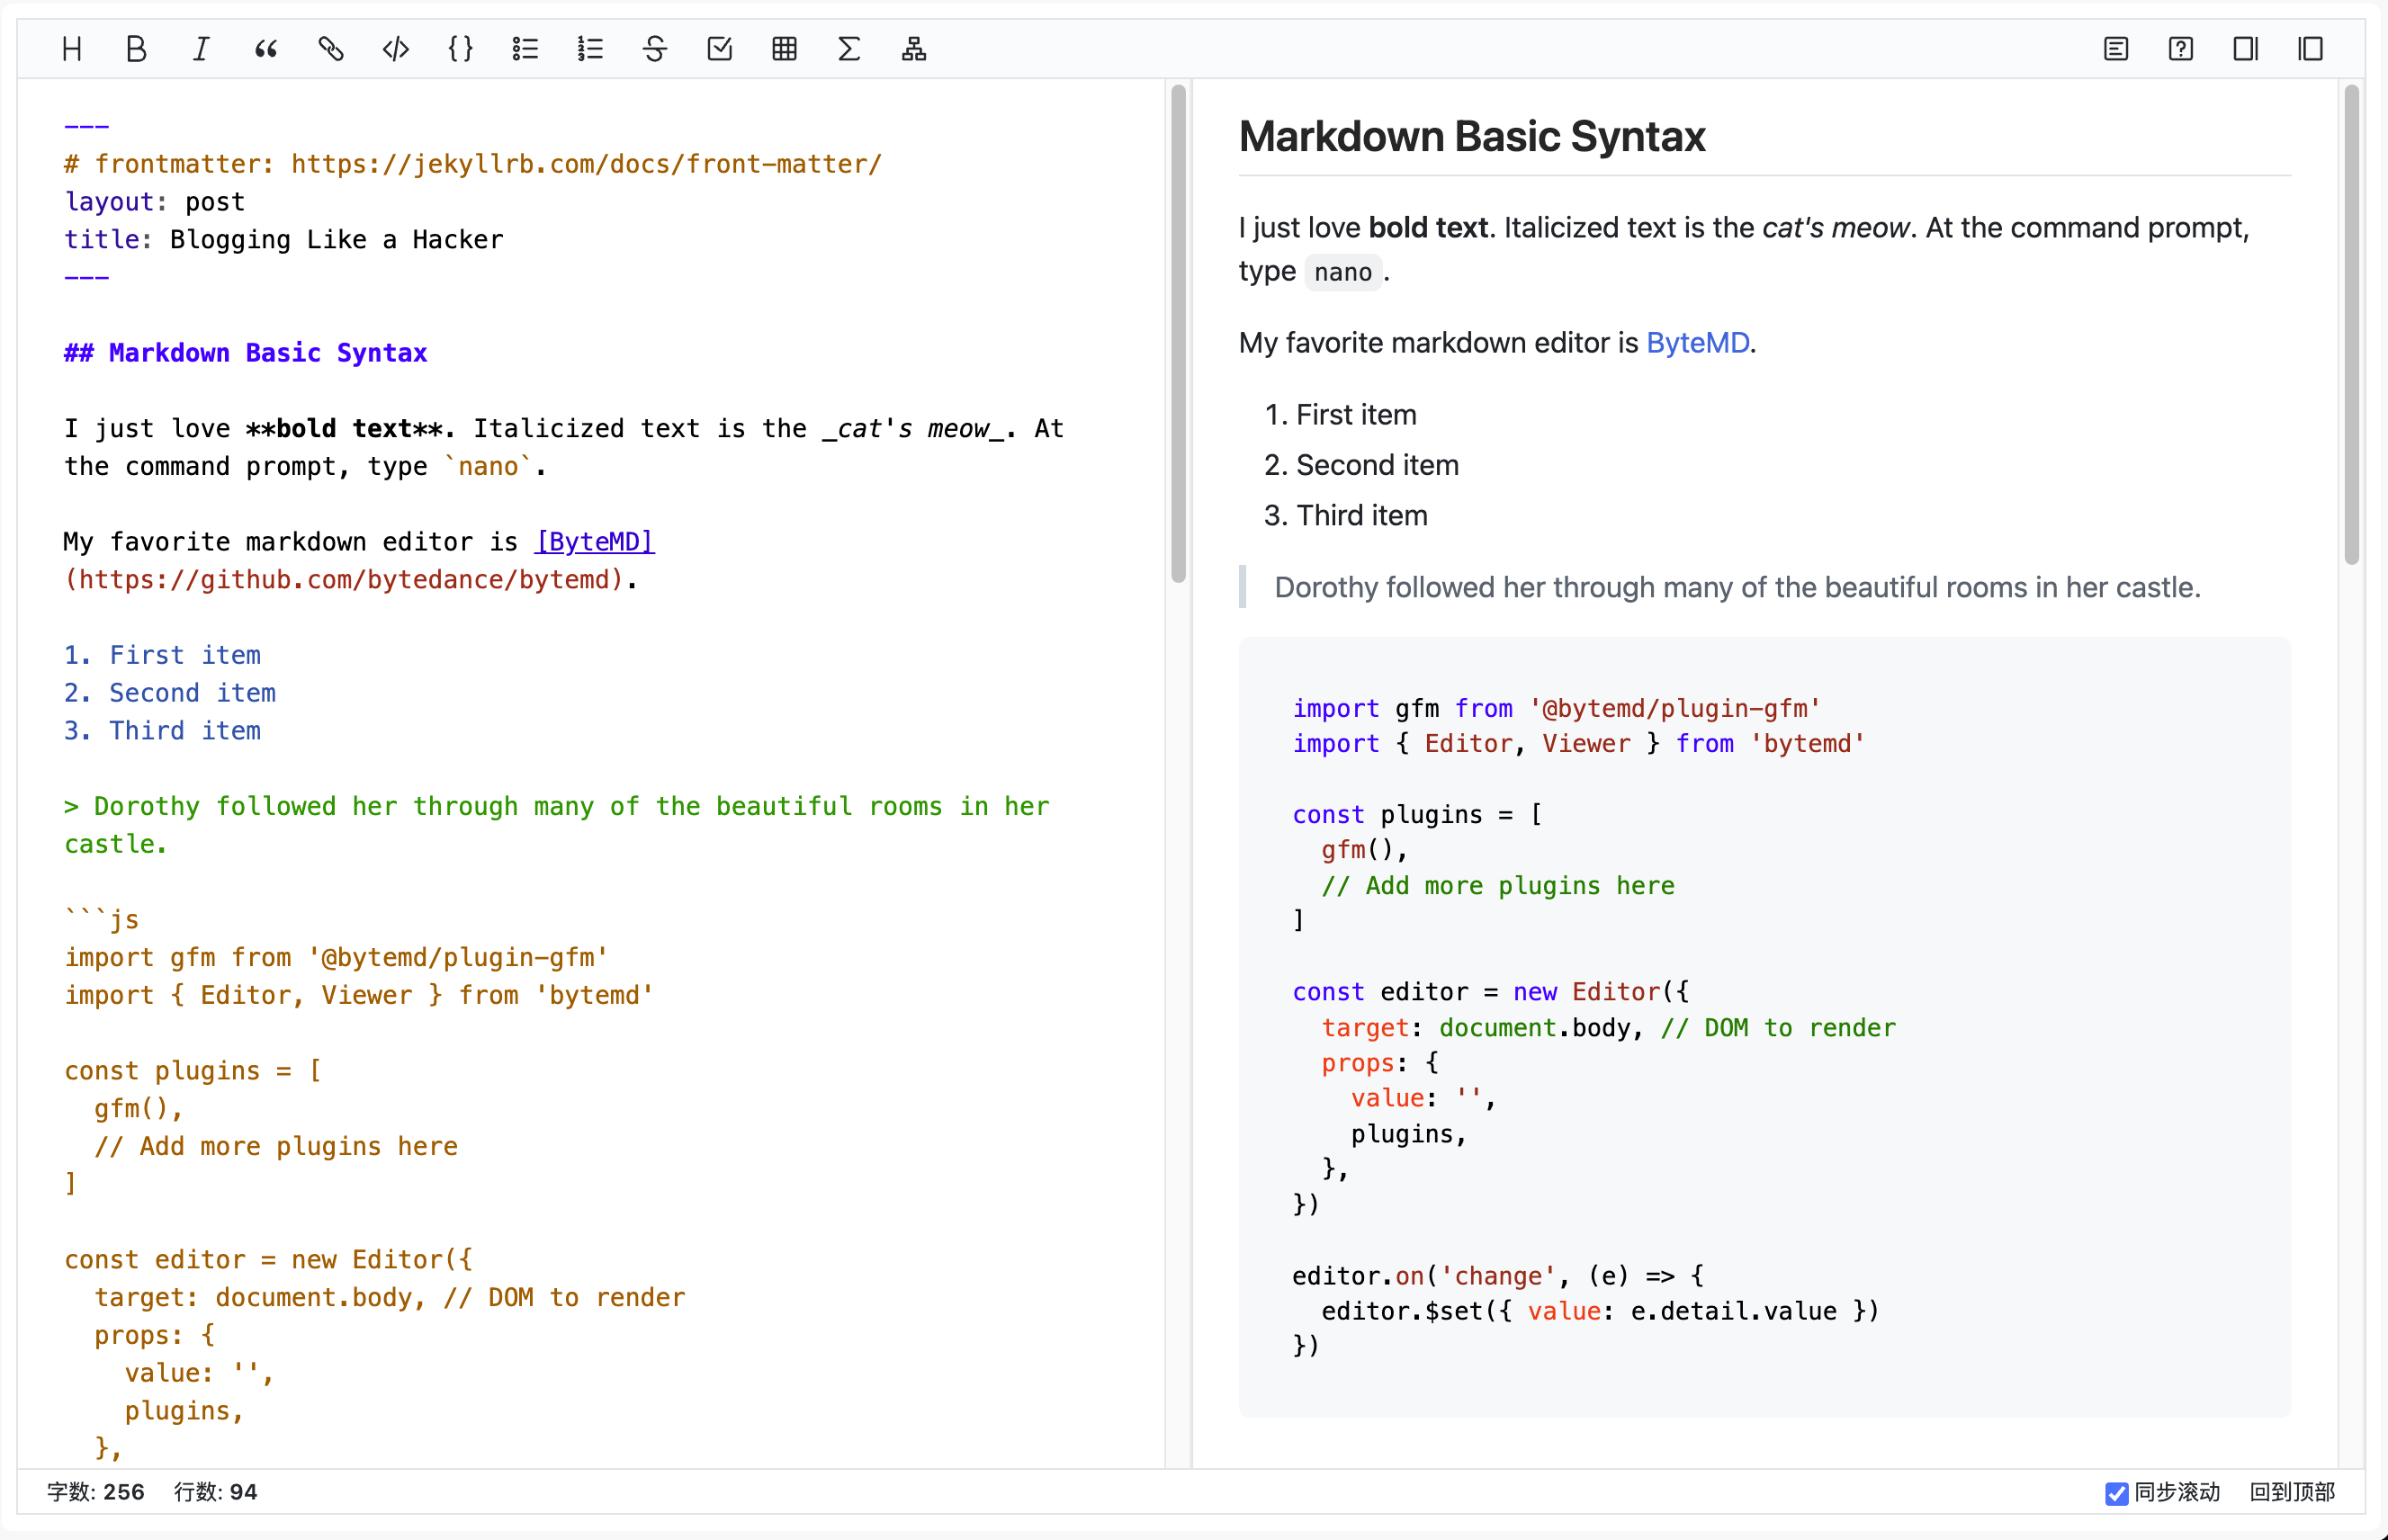 ---
# frontmatter: https://jekyllrb.com/docs/front-matter/
layout: post
title: Blogging Like a Hacker
---
## Markdown Basic Syntax
I just love **bold text**. Italicized text is the _cat's meow_. At
the command prompt, type `nano`.
My favorite markdown editor is [ByteMD]
(https://github.com/bytedance/bytemd).
1. First item
2. Second item
3. Third item
> Dorothy followed her through many of the beautiful rooms in her
castle.
```js
import gfm from '@bytemd/plugin-gfm'
import { Editor, Viewer } from 'bytemd'
const plugins = [
  gfm(),
  // Add more plugins here
]
const editor = new Editor({
  target: document.body, // DOM to render
  props: {
    value: '',
    plugins,
  },
Markdown Basic Syntax
I just love bold text. Italicized text is the cat's meow. At the command prompt,
type nano.
My favorite markdown editor is ByteMD.
1. First item
2. Second item
3. Third item
Dorothy followed her through many of the beautiful rooms in her castle.
import gfm from '@bytemd/plugin-gfm'
import { Editor, Viewer } from 'bytemd'
const plugins = [
  gfm(),
  // Add more plugins here
]
const editor = new Editor({
  target: document.body, // DOM to render
  props: {
    value: '',
    plugins,
  },
})
editor.on('change', (e) => {
  editor.$set({ value: e.detail.value })
})
字数: 256 行数: 94
同步滚动 回到顶部